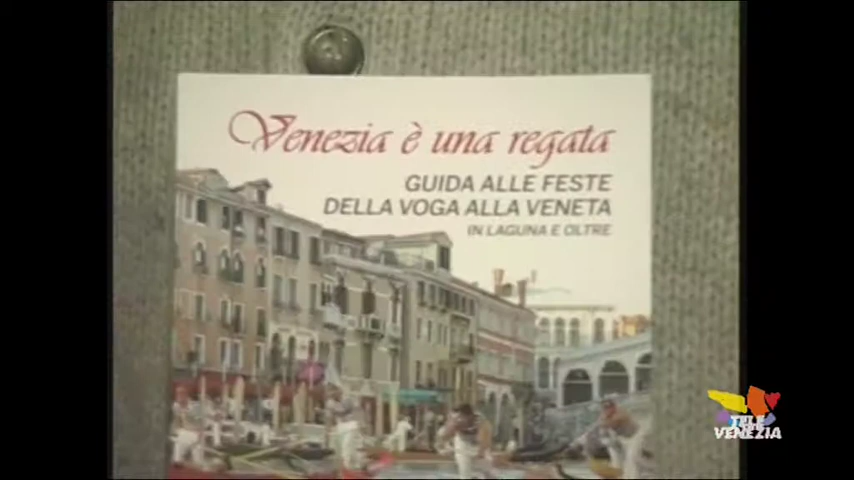 Venezia è una regata
GUIDA ALLE FESTE
DELLA VOGA ALLA VENETA
IN LAGUNA E OLTRE
TELE
VENEZIA